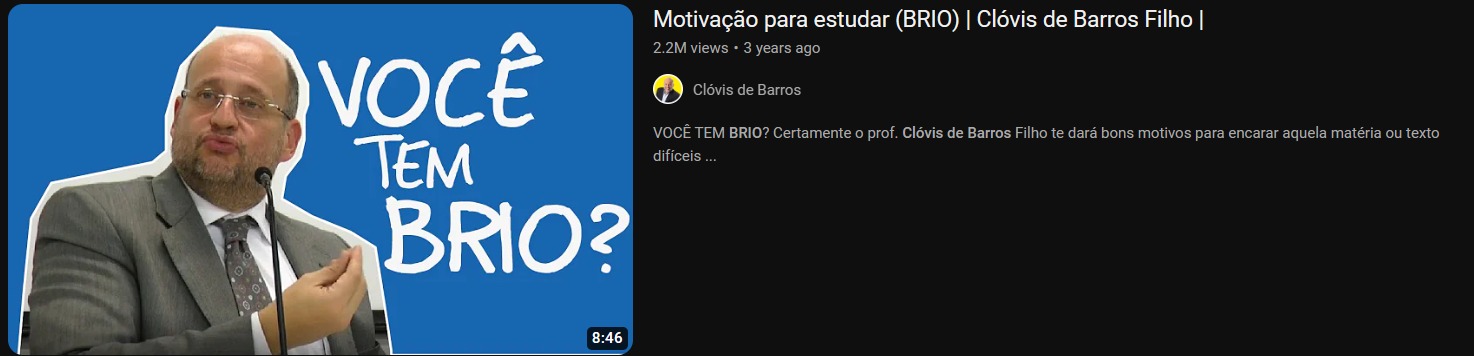 VOCÊ
TEM
BRIO?
8:46
Motivação para estudar (BRIO) | Clóvis de Barros Filho |
2.2M views • 3 years ago
Clóvis de Barros
VOCÊ TEM BRIO? Certamente o prof. Clóvis de Barros Filho te dará bons motivos para encarar aquela matéria ou texto
difíceis ...